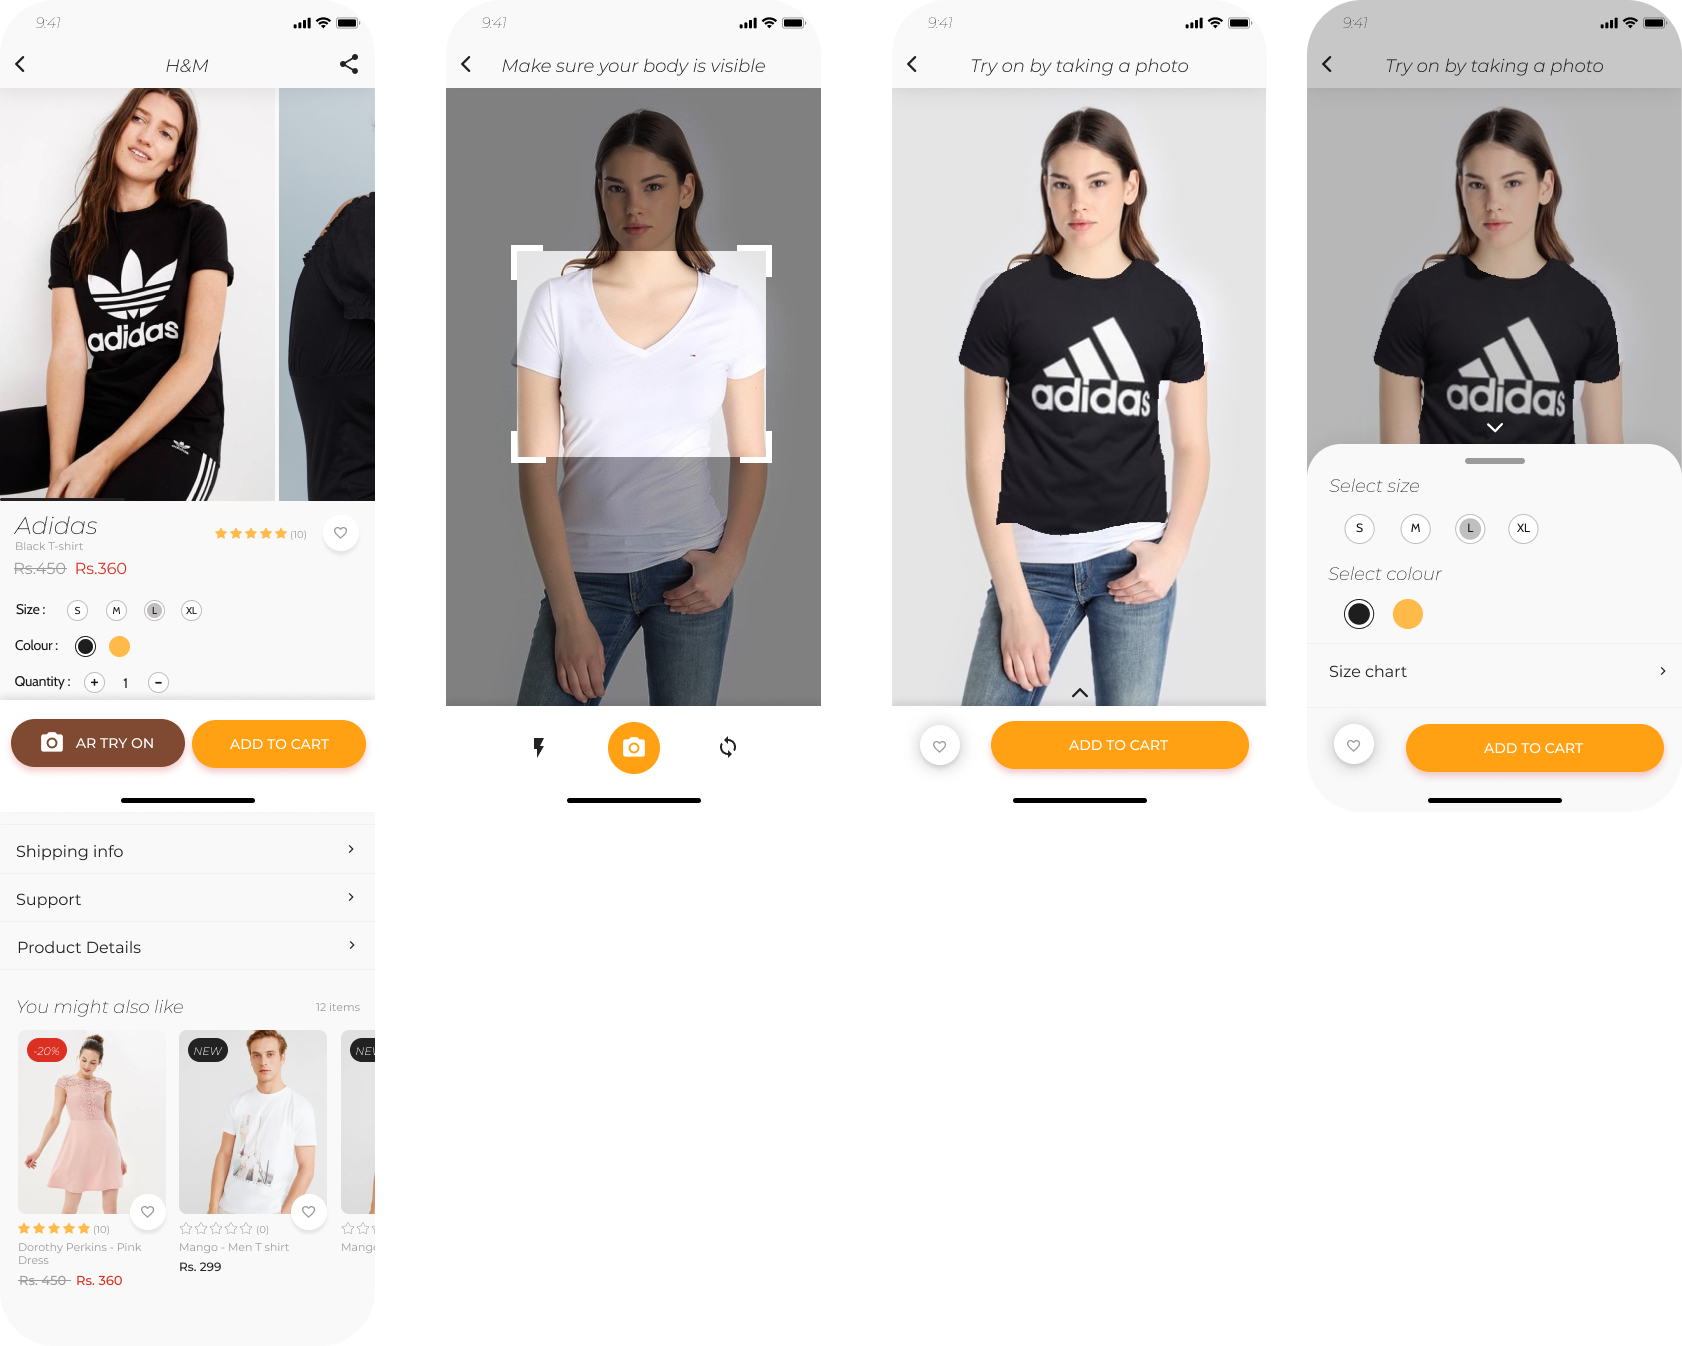 9:41
H&M
adidas
Adidas
(10)
Black T-shirt
Rs.450 Rs.360
Size : S M L XL
Colour :
Quantity : + 1 -
AR TRY ON
ADD TO CART
Shipping info
Support
Product Details
You might also like
12 items
-20%
NEW
(10)
(0)
Dorothy Perkins - Pink
Dress
Mango - Men T shirt
Rs. 450 Rs. 360
Rs. 299
9:41
Make sure your body is visible
9:41
Try on by taking a photo
adidas
ADD TO CART
9:41
Try on by taking a photo
adidas
Select size
S M L XL
Select colour
Size chart
ADD TO CART